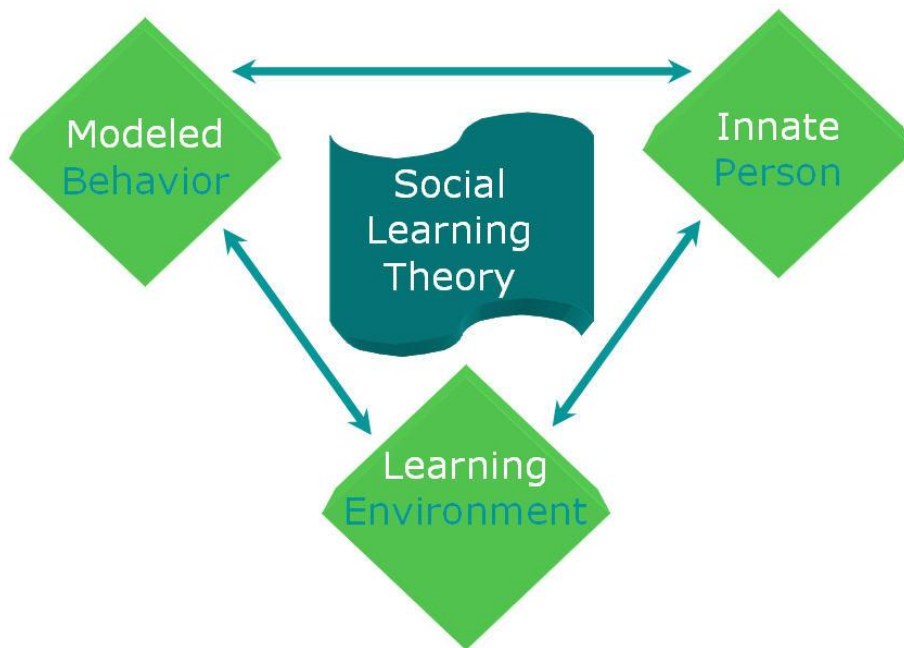 Modeled
Behavior
Innate
Person
Social
Learning
Theory
Learning
Environment